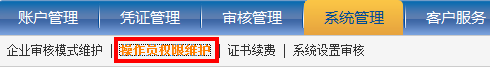 账户管理 凭证管理 审核管理 系统管理 客户服务
企业审核模式维护 | 操作员权限维护 | 证书续费 | 系统设置审核